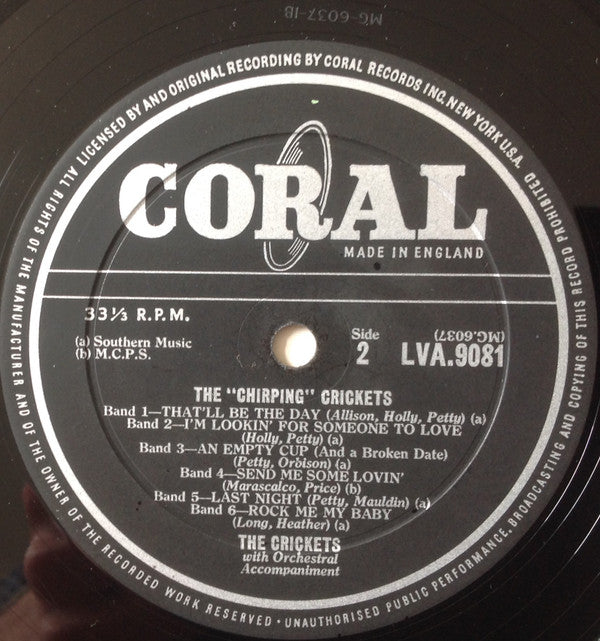 MG-6037-1B
ALL RIGHTS OF THE MANUFACTURER AND OF THE OWNER OF THE RECORDED WORK RESERVED · UNAUTHORISED PUBLIC PERFORMANCE, BROADCASTING AND COPYING OF THIS RECORD PROHIBITED.
LICENSED BY AND ORIGINAL RECORDING BY CORAL RECORDS INC. NEW YORK U.S.A.
CORAL
MADE IN ENGLAND
33⅓ R.P.M.
(a) Southern Music
(b) M.C.P.S.
Side
2
(MG.6037)
LVA.9081
THE "CHIRPING" CRICKETS
Band 1—THAT'LL BE THE DAY (Allison, Holly, Petty) (a)
Band 2—I'M LOOKIN' FOR SOMEONE TO LOVE
(Holly, Petty) (a)
Band 3—AN EMPTY CUP (And a Broken Date)
(Petty, Orbison) (a)
Band 4—SEND ME SOME LOVIN'
(Marascalco, Price) (b)
Band 5—LAST NIGHT (Petty, Mauldin) (a)
Band 6—ROCK ME MY BABY
(Long, Heather) (a)
THE CRICKETS
with Orchestral
Accompaniment